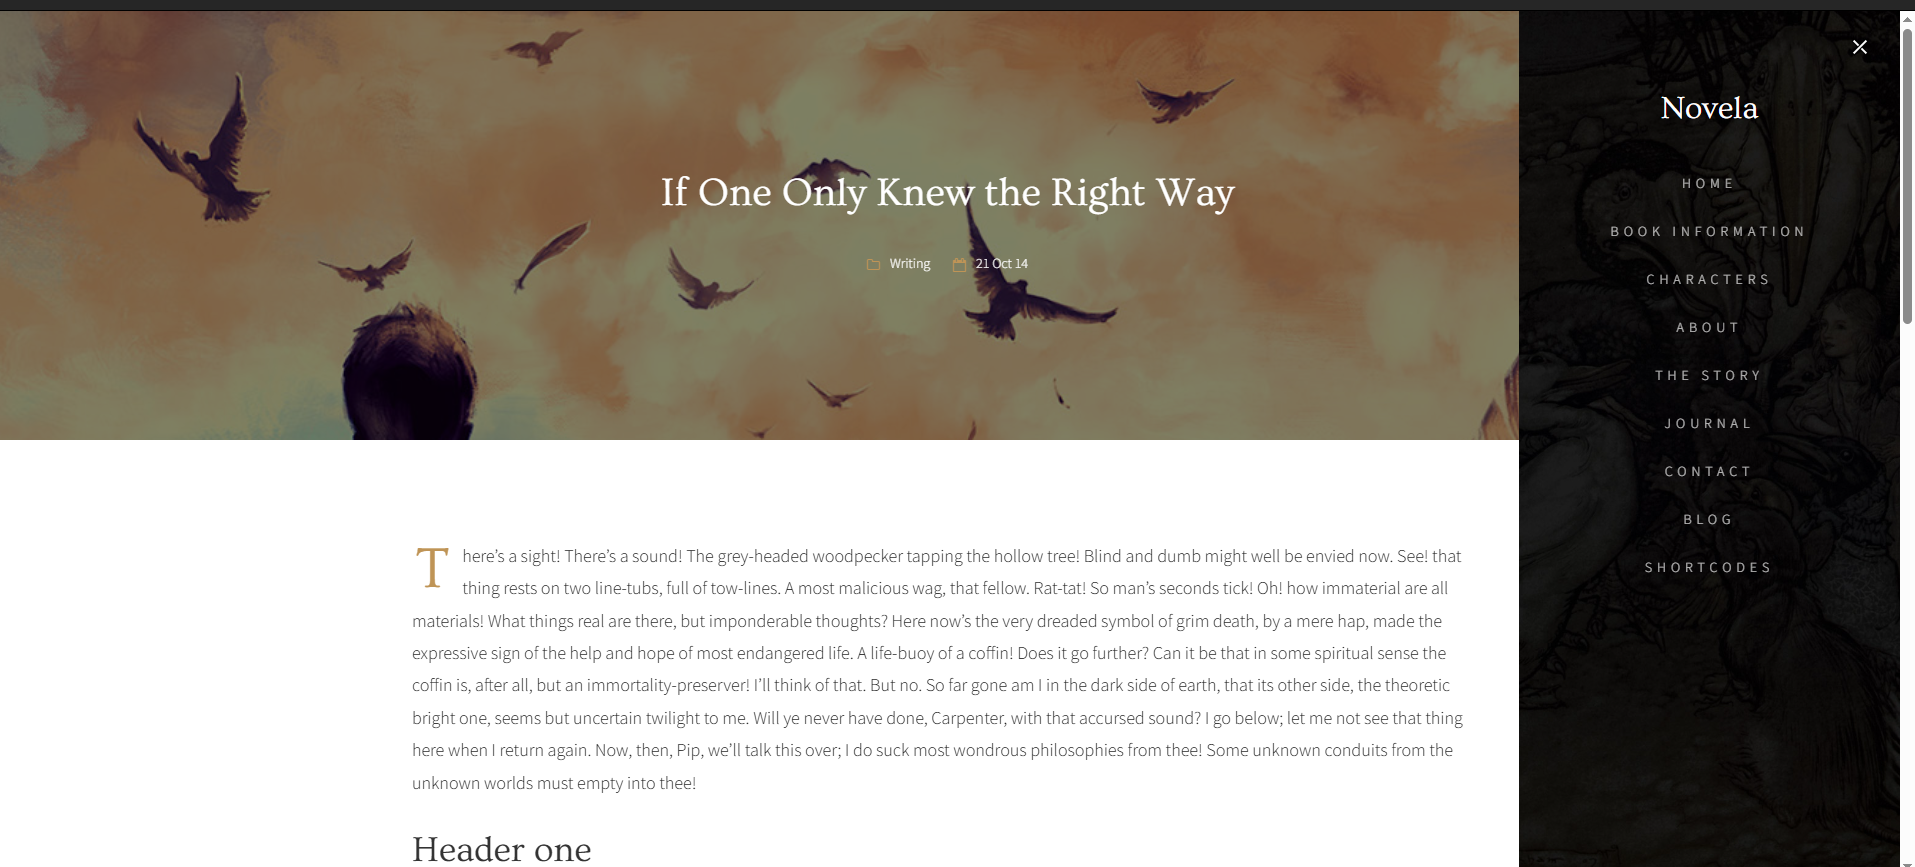 If One Only Knew the Right Way
Writing 21 Oct 14
There’s a sight! There’s a sound! The grey-headed woodpecker tapping the hollow tree! Blind and dumb might well be envied now. See! that
thing rests on two line-tubs, full of tow-lines. A most malicious wag, that fellow. Rat-tat! So man’s seconds tick! Oh! how immaterial are all
materials! What things real are there, but imponderable thoughts? Here now’s the very dreaded symbol of grim death, by a mere hap, made the
expressive sign of the help and hope of most endangered life. A life-buoy of a coffin! Does it go further? Can it be that in some spiritual sense the
coffin is, after all, but an immortality-preserver! I’ll think of that. But no. So far gone am I in the dark side of earth, that its other side, the theoretic
bright one, seems but uncertain twilight to me. Will ye never have done, Carpenter, with that accursed sound? I go below; let me not see that thing
here when I return again. Now, then, Pip, we’ll talk this over; I do suck most wondrous philosophies from thee! Some unknown conduits from the
unknown worlds must empty into thee!
Header one
Novela
HOME
BOOK INFORMATION
CHARACTERS
ABOUT
THE STORY
JOURNAL
CONTACT
BLOG
SHORTCODES